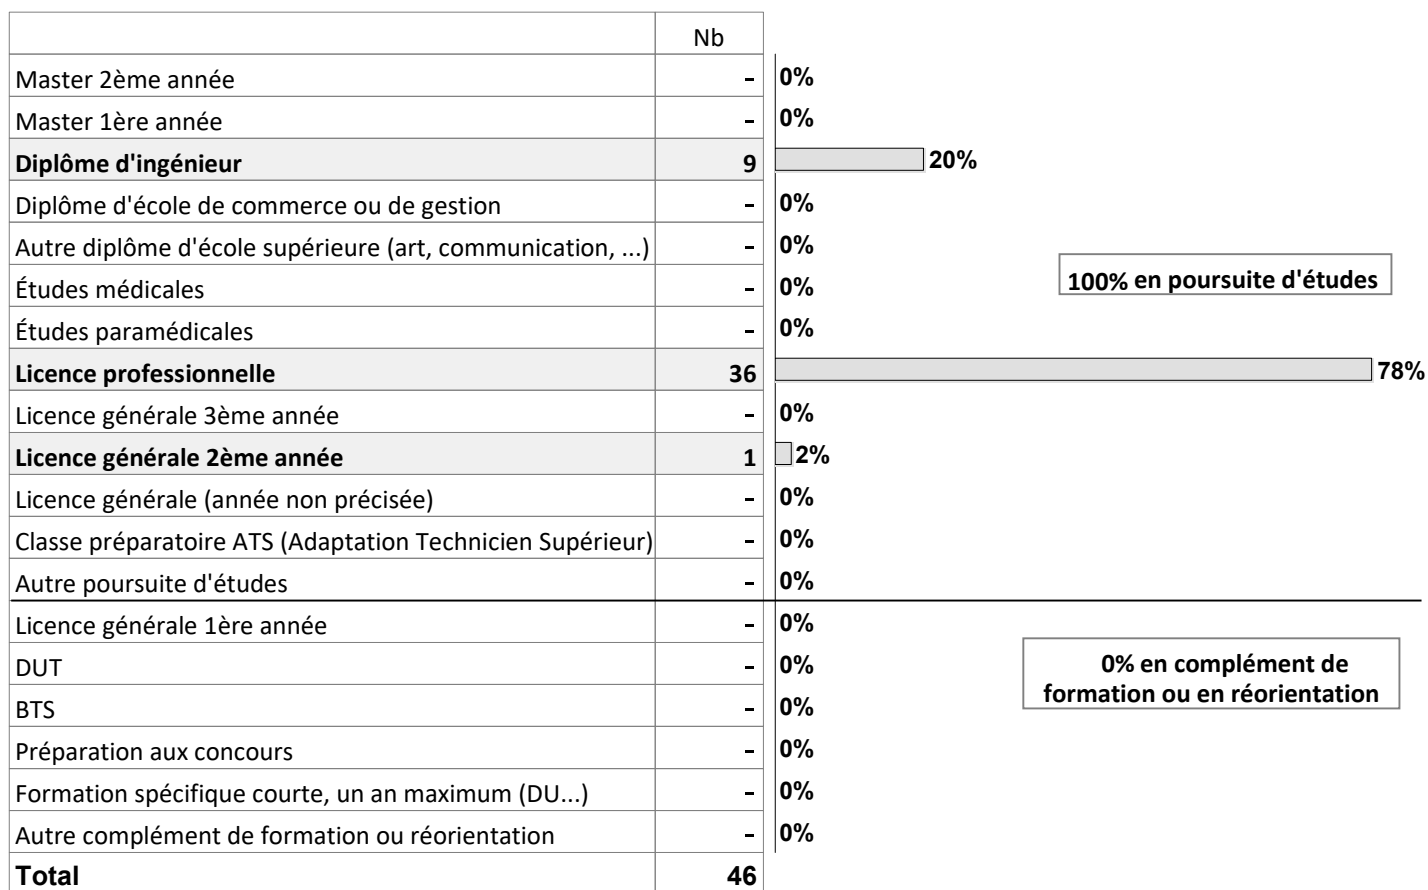 Nb
Master 2ème année - 0%
Master 1ère année - 0%
Diplôme d'ingénieur 9 20%
Diplôme d'école de commerce ou de gestion - 0%
Autre diplôme d'école supérieure (art, communication, ...) - 0%
100% en poursuite d'études
Études médicales - 0%
Études paramédicales - 0%
Licence professionnelle 36 78%
Licence générale 3ème année - 0%
Licence générale 2ème année 1 2%
Licence générale (année non précisée) - 0%
Classe préparatoire ATS (Adaptation Technicien Supérieur) - 0%
Autre poursuite d'études - 0%
Licence générale 1ère année - 0%
DUT - 0%
0% en complément de
formation ou en réorientation
BTS - 0%
Préparation aux concours - 0%
Formation spécifique courte, un an maximum (DU...) - 0%
Autre complément de formation ou réorientation - 0%
Total 46